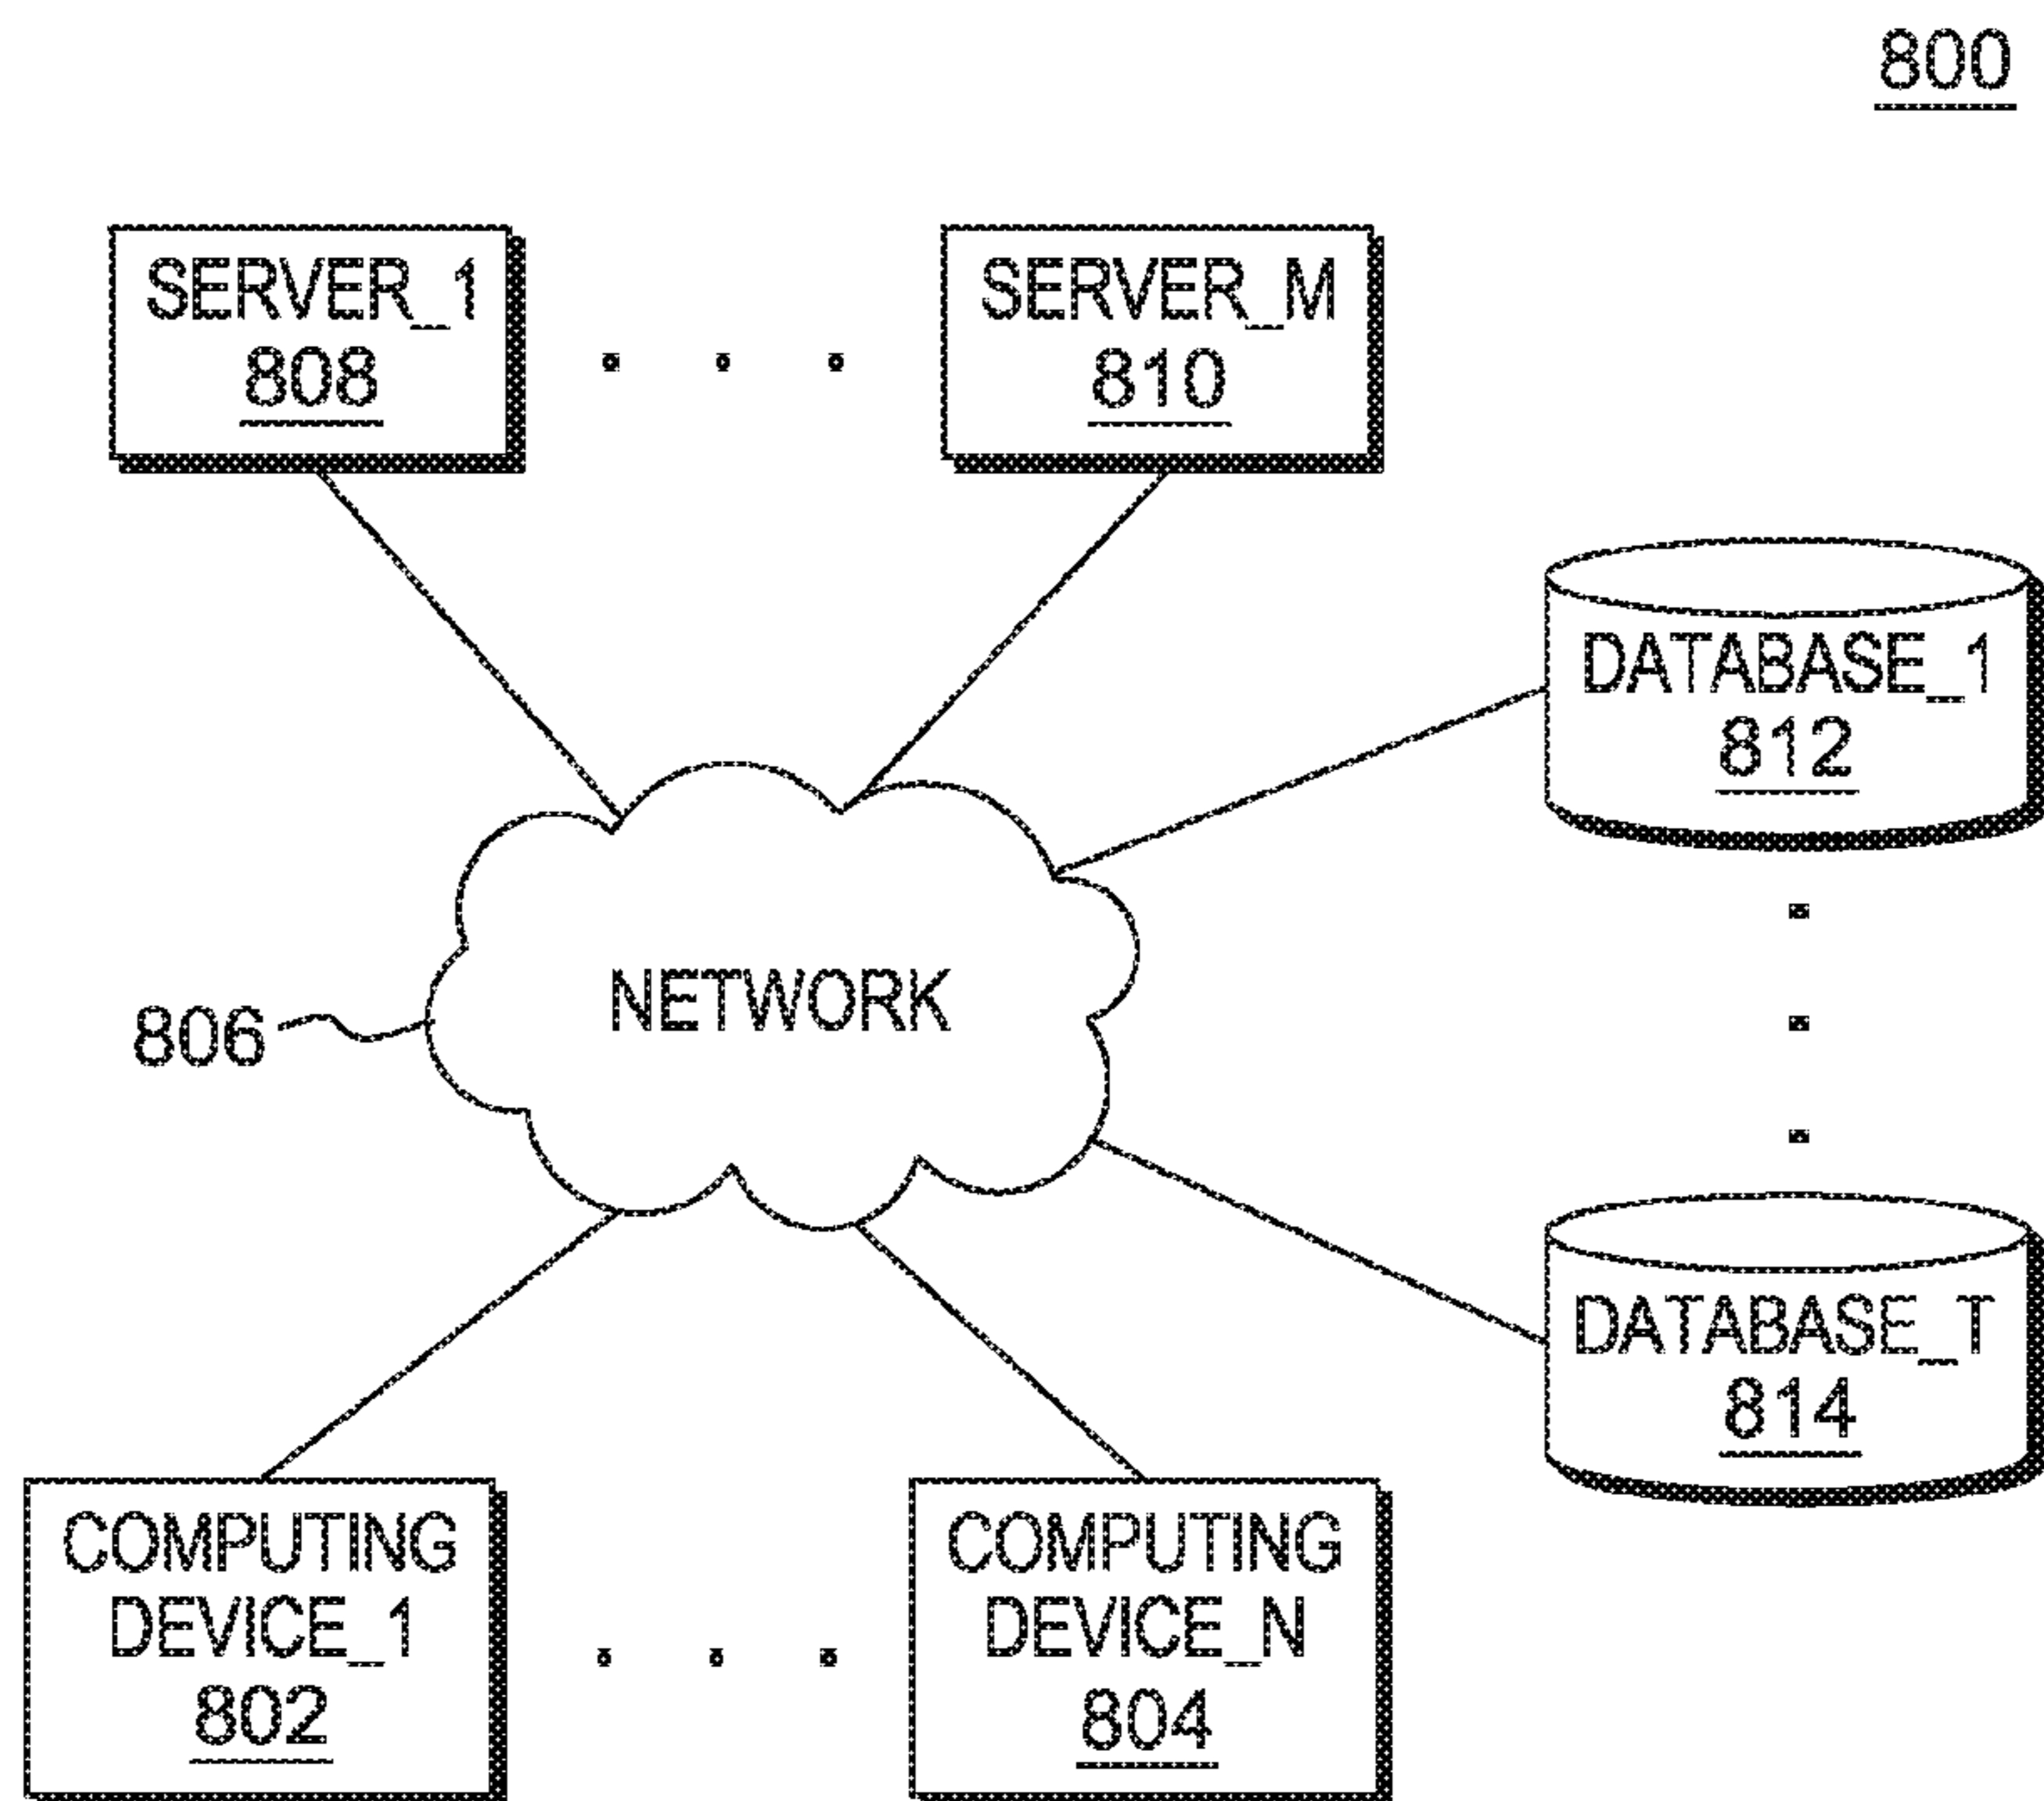 800
SERVER_1
808
SERVER_M
810
DATABASE_1
812
NETWORK
806
DATABASE_T
814
COMPUTING
DEVICE_1
802
COMPUTING
DEVICE_N
804